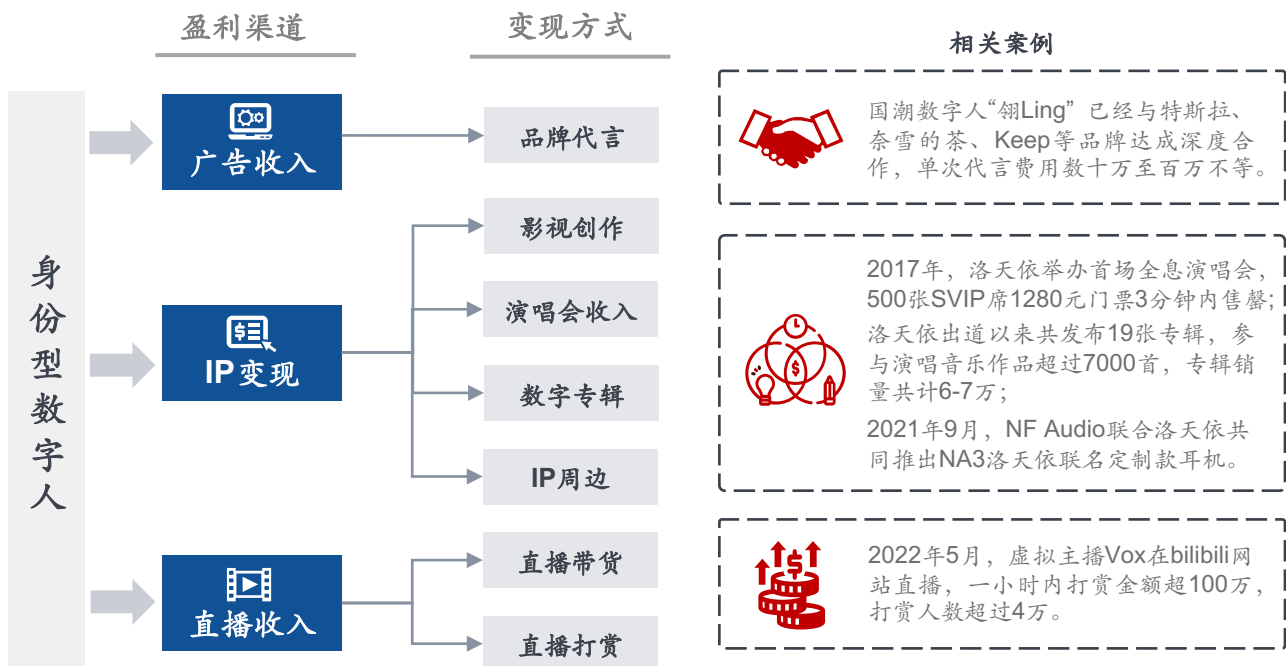 盈利渠道
变现方式
相关案例
身份型数字人
广告收入
品牌代言
国潮数字人“翎Ling” 已经与特斯拉、
奈雪的茶、Keep等品牌达成深度合
作，单次代言费用数十万至百万不等。
IP变现
影视创作
演唱会收入
数字专辑
IP周边
2017年，洛天依举办首场全息演唱会，
500张SVIP席1280元门票3分钟内售罄;
洛天依出道以来共发布19张专辑，参
与演唱音乐作品超过7000首，专辑销
量共计6-7万；
2021年9月，NF Audio联合洛天依共
同推出NA3洛天依联名定制款耳机。
直播收入
直播带货
直播打赏
2022年5月，虚拟主播Vox在bilibili网
站直播，一小时内打赏金额超100万，
打赏人数超过4万。